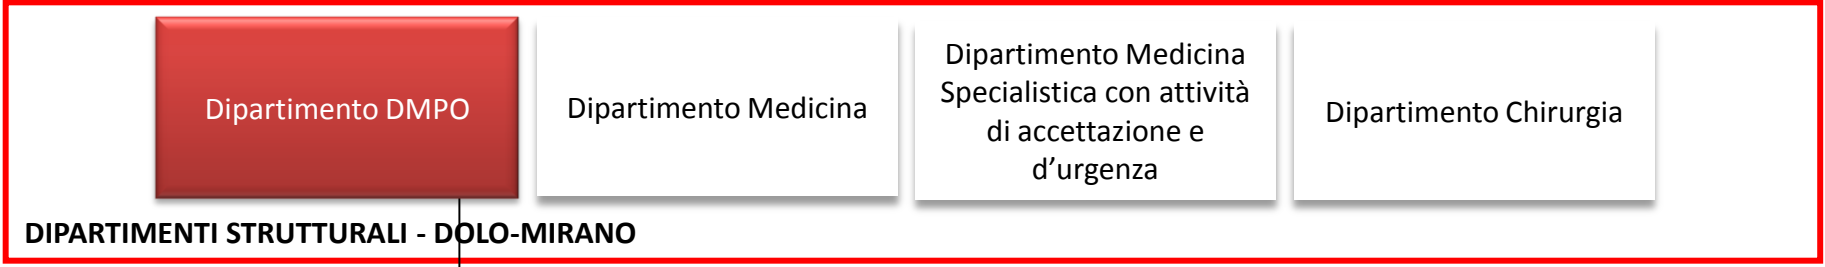 Dipartimento DMPO
Dipartimento Medicina
Dipartimento Medicina
Specialistica con attività
di accettazione e
d’urgenza
Dipartimento Chirurgia
DIPARTIMENTI STRUTTURALI - DOLO-MIRANO